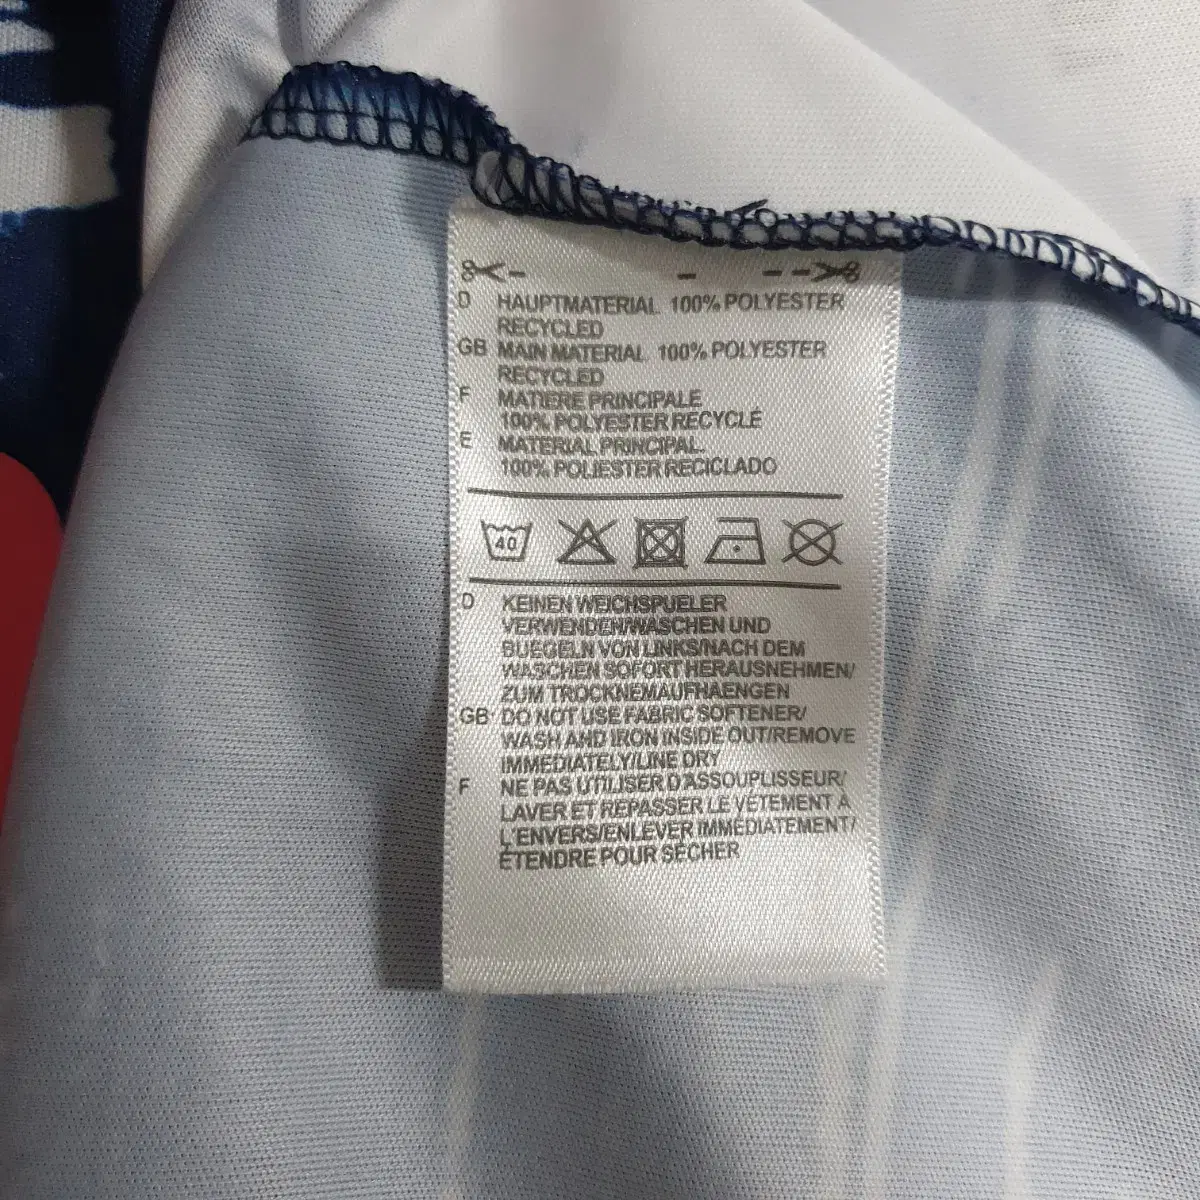 D HAUPTMATERIAL 100% POLYESTER
RECYCLED
GB MAIN MATERIAL 100% POLYESTER
RECYCLED
F MATIERE PRINCIPALE
100% POLYESTER RECYCLÉ
E MATERIAL PRINCIPAL
100% POLIESTER RECICLADO
40
D KEINEN WEICHSPUELER
VERWENDEN/WASCHEN UND
BUEGELN VON LINKS/NACH DEM
WASCHEN SOFORT HERAUSNEHMEN/
ZUM TROCKNEMAUFHAENGEN
GB DO NOT USE FABRIC SOFTENER/
WASH AND IRON INSIDE OUT/REMOVE
IMMEDIATELY/LINE DRY
F NE PAS UTILISER D'ASSOUPLISSEUR/
LAVER ET REPASSER LE VÊTEMENT À
L'ENVERS/ENLEVER IMMÉDIATEMENT/
ÉTENDRE POUR SÉCHER